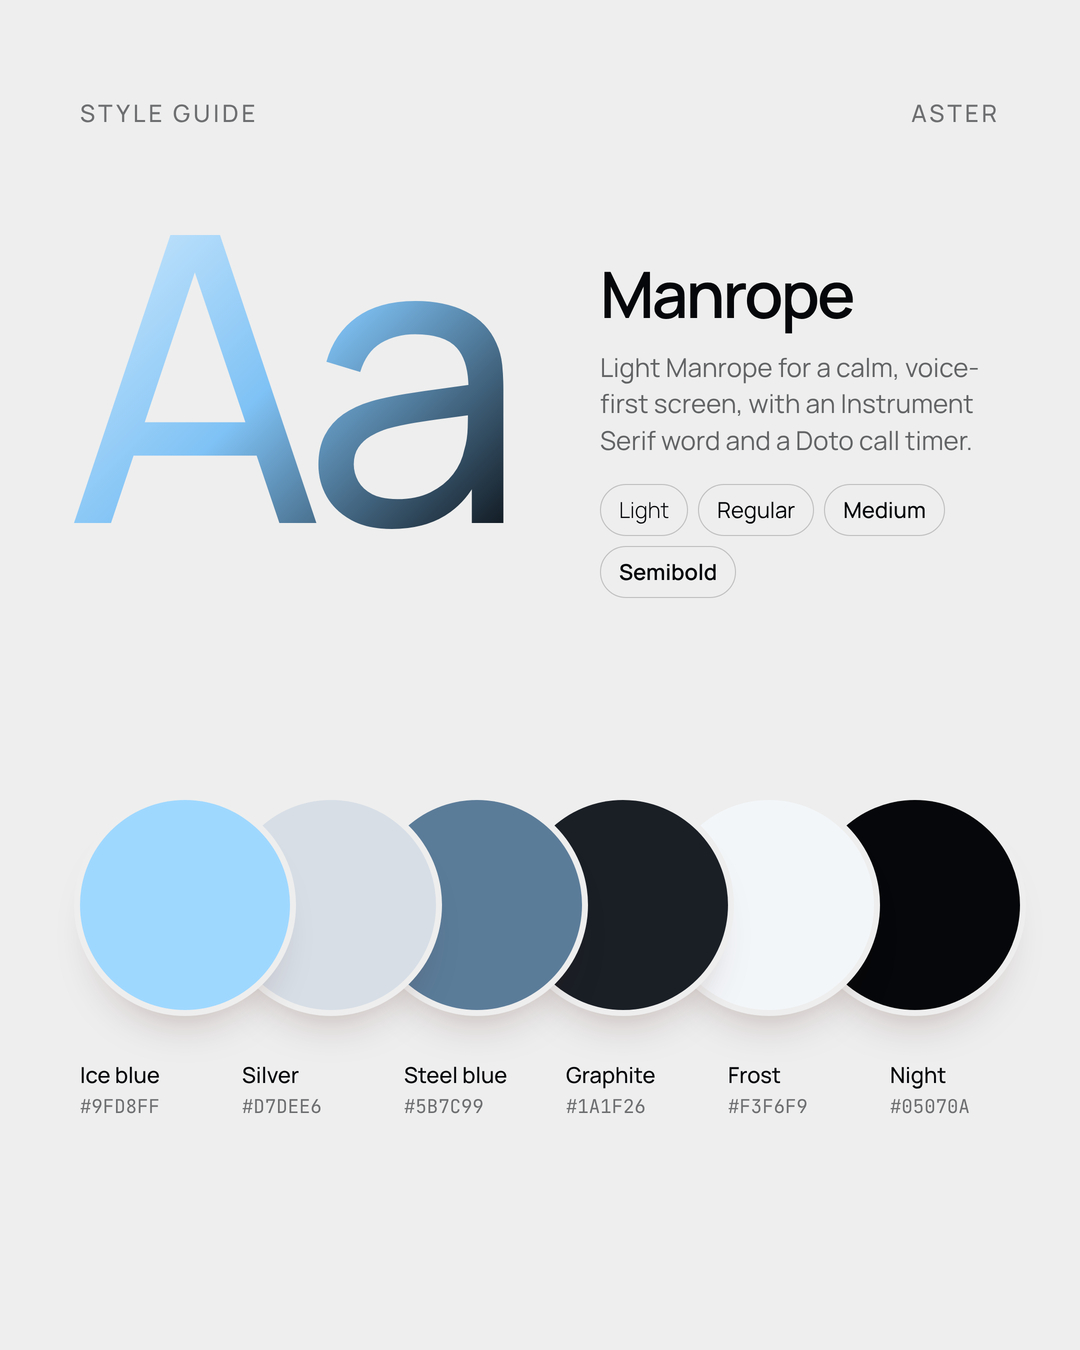 STYLE GUIDE
ASTER
Aa
Manrope
Light Manrope for a calm, voice-
first screen, with an Instrument
Serif word and a Doto call timer.
Light
Regular
Medium
Semibold
Ice blue
#9FD8FF
Silver
#D7DEE6
Steel blue
#5B7C99
Graphite
#1A1F26
Frost
#F3F6F9
Night
#05070A